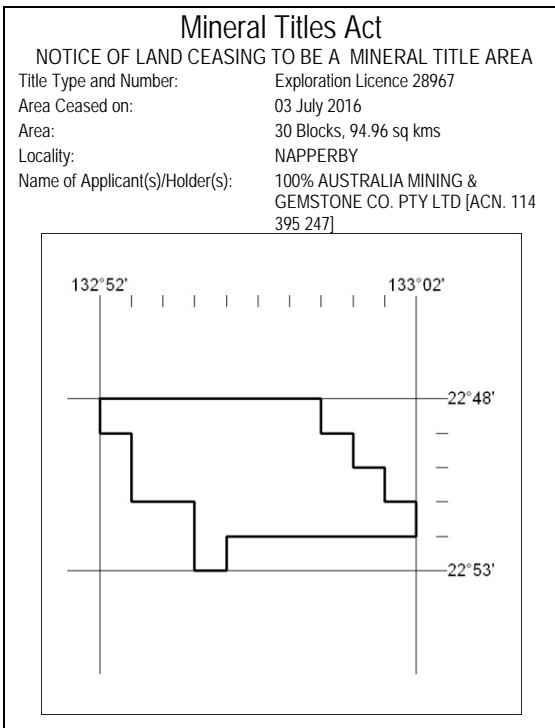 Mineral Titles Act
NOTICE OF LAND CEASING TO BE A MINERAL TITLE AREA
Title Type and Number: Exploration Licence 28967
Area Ceased on: 03 July 2016
Area: 30 Blocks, 94.96 sq kms
Locality: NAPPERBY
Name of Applicant(s)/Holder(s): 100% AUSTRALIA MINING &
GEMSTONE CO. PTY LTD [ACN. 114
395 247]
132°52' 133°02'
22°48'
22°53'